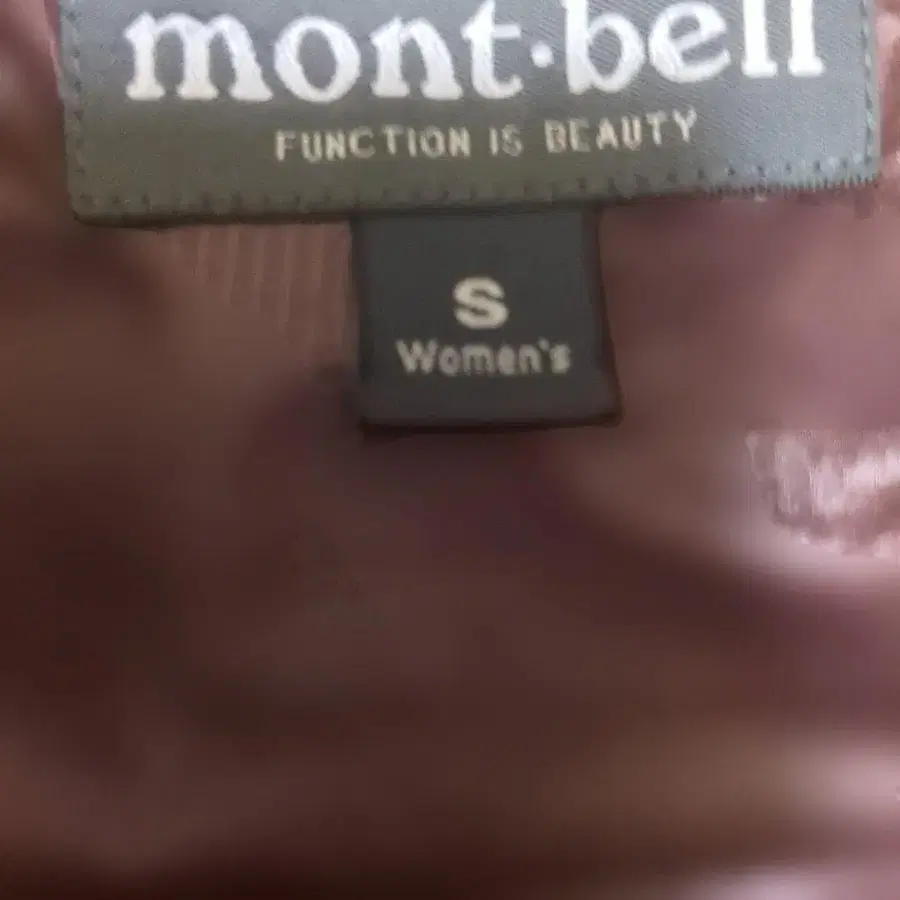 mont·bell
FUNCTION IS BEAUTY
S
Women's